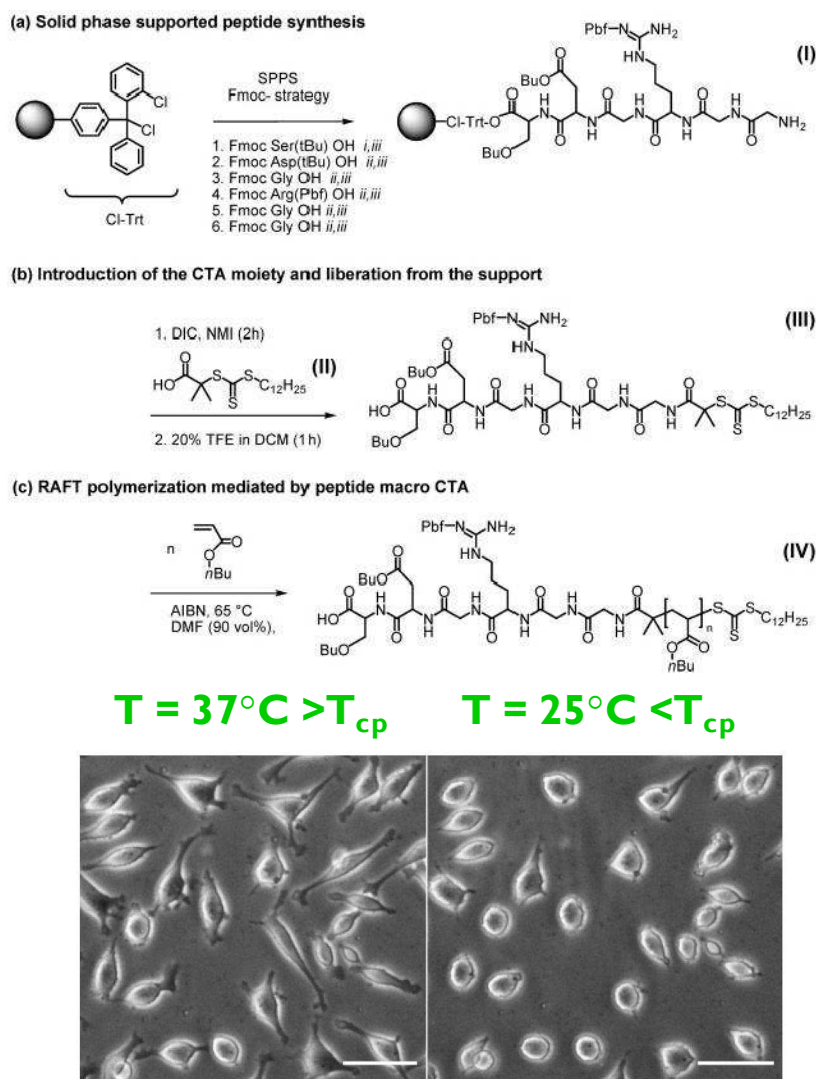 (a) Solid phase supported peptide synthesis
(I)
SPPS
Fmoc- strategy
1. Fmoc Ser(tBu) OH i,iii
2. Fmoc Asp(tBu) OH ii,iii
3. Fmoc Gly OH ii,iii
4. Fmoc Arg(Pbf) OH ii,iii
5. Fmoc Gly OH ii,iii
6. Fmoc Gly OH ii,iii
Cl
Cl
Cl-Trt
Pbf-N NH2
HN
O
BuO
O H O H O H O
Cl-Trt-O N N N NH2
N N N
O H O H O H
BuO
(b) Introduction of the CTA moiety and liberation from the support
(III)
1. DIC, NMI (2h)
(II)
O
HO S S C12H25
S
2. 20% TFE in DCM (1h)
Pbf-N NH2
HN
O
BuO
O H O H O H O
HO N N N N S S C12H25
O H O H O H S
BuO
(c) RAFT polymerization mediated by peptide macro CTA
(IV)
n
O
O
nBu
AIBN, 65 °C
DMF (90 vol%),
Pbf-N NH2
HN
O
BuO
O H O H O H O
HO N N N N S S C12H25
O H O H O H n S
BuO O O
nBu
T = 37°C >Tcp
T = 25°C <Tcp